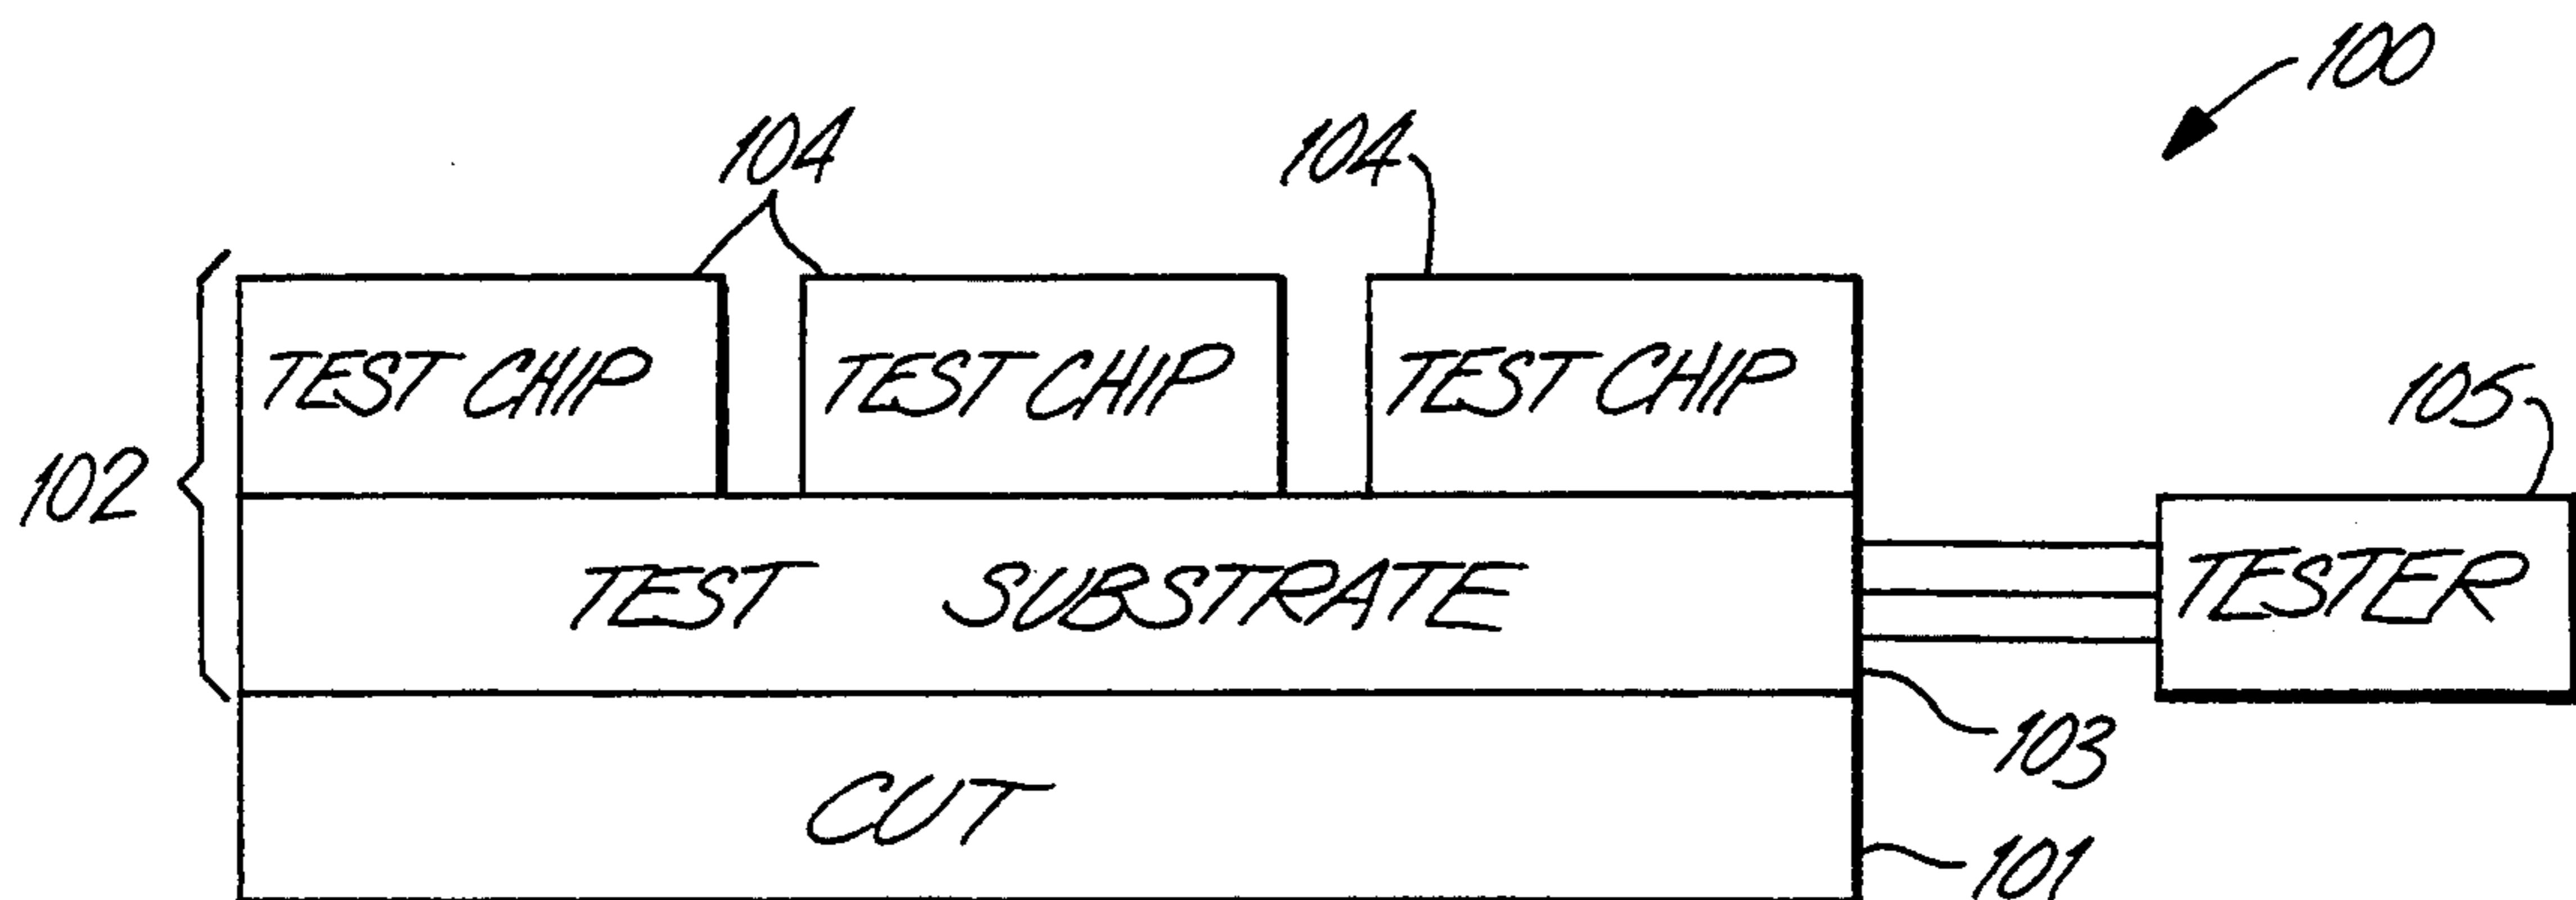 100
104 104
TEST CHIP TEST CHIP TEST CHIP
105
102
TEST SUBSTRATE TESTER
103
CUT
101